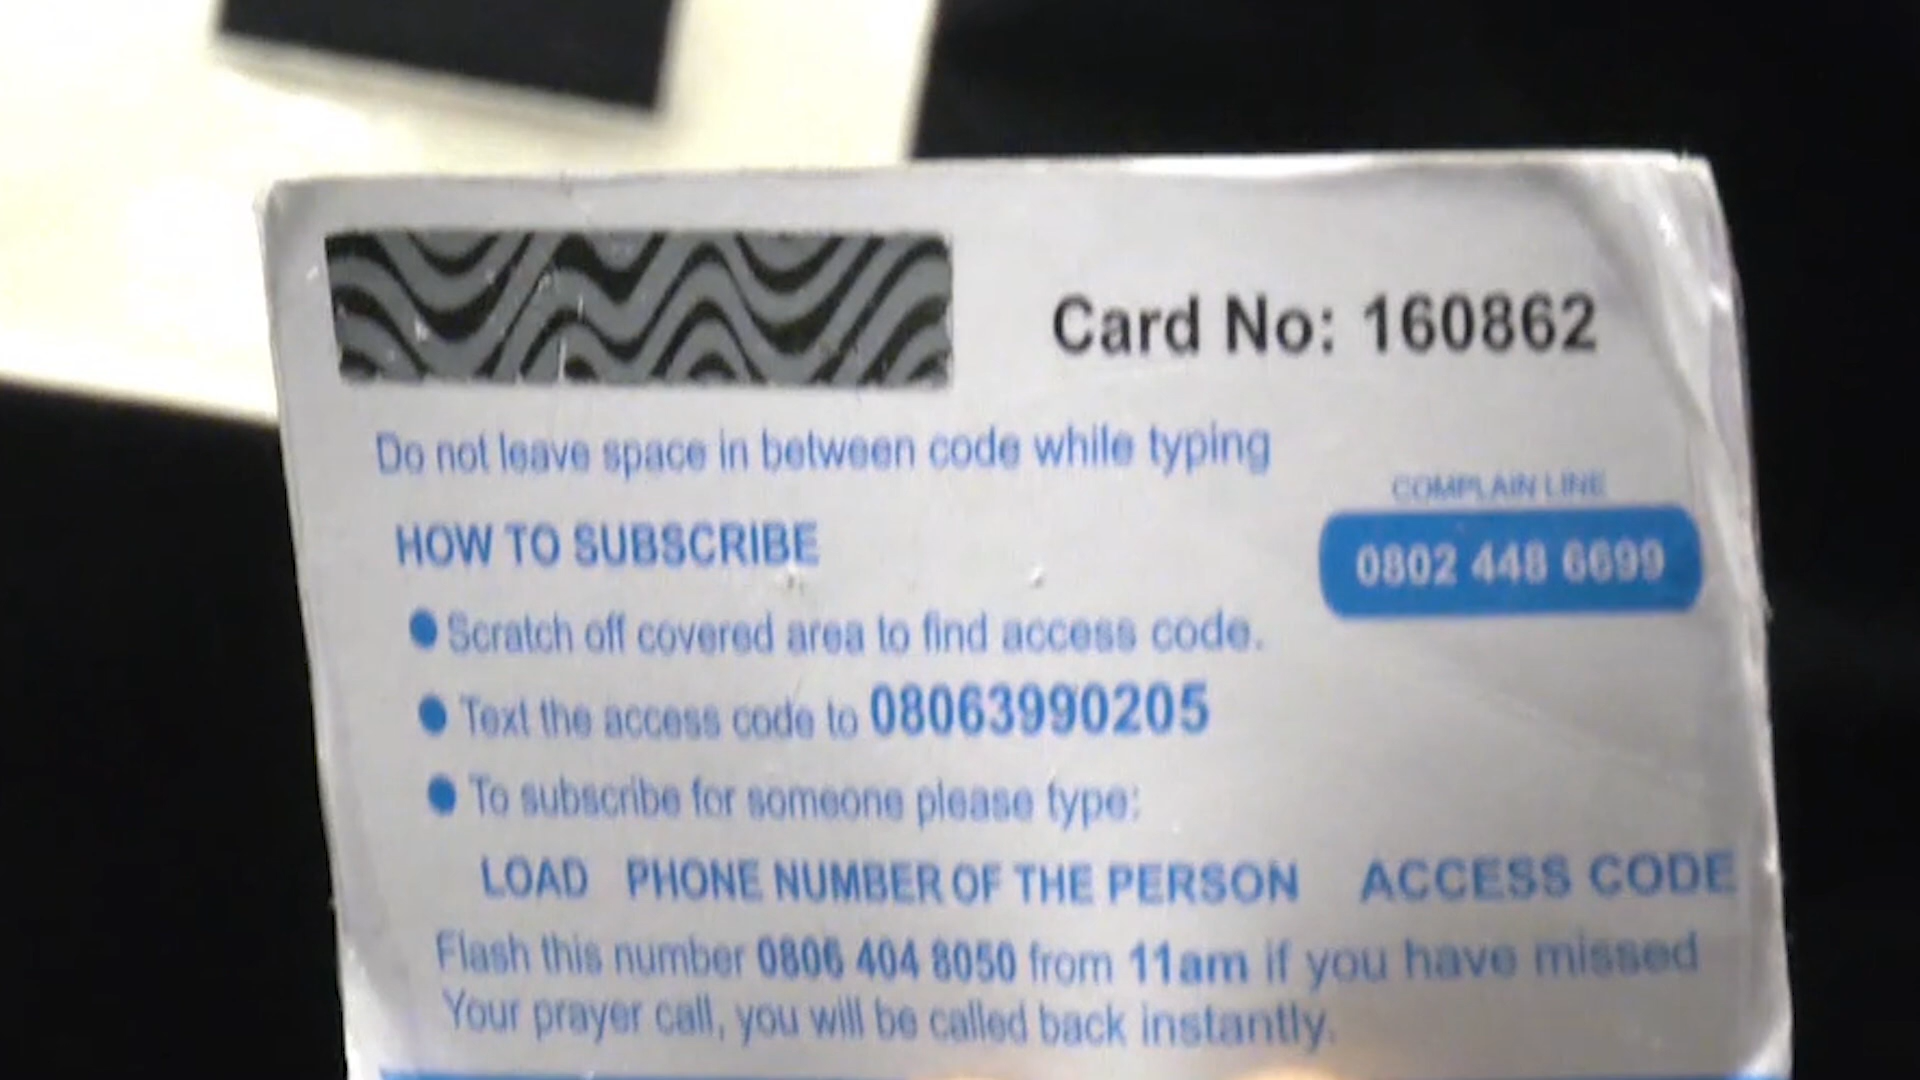 Card No: 160862
Do not leave space in between code while typing
COMPLAIN LINE
0802 448 6699
HOW TO SUBSCRIBE
● Scratch off covered area to find access code.
● Text the access code to 08063990205
● To subscribe for someone please type:
LOAD PHONE NUMBER OF THE PERSON ACCESS CODE
Flash this number 0806 404 8050 from 11am if you have missed
Your prayer call, you will be called back instantly.